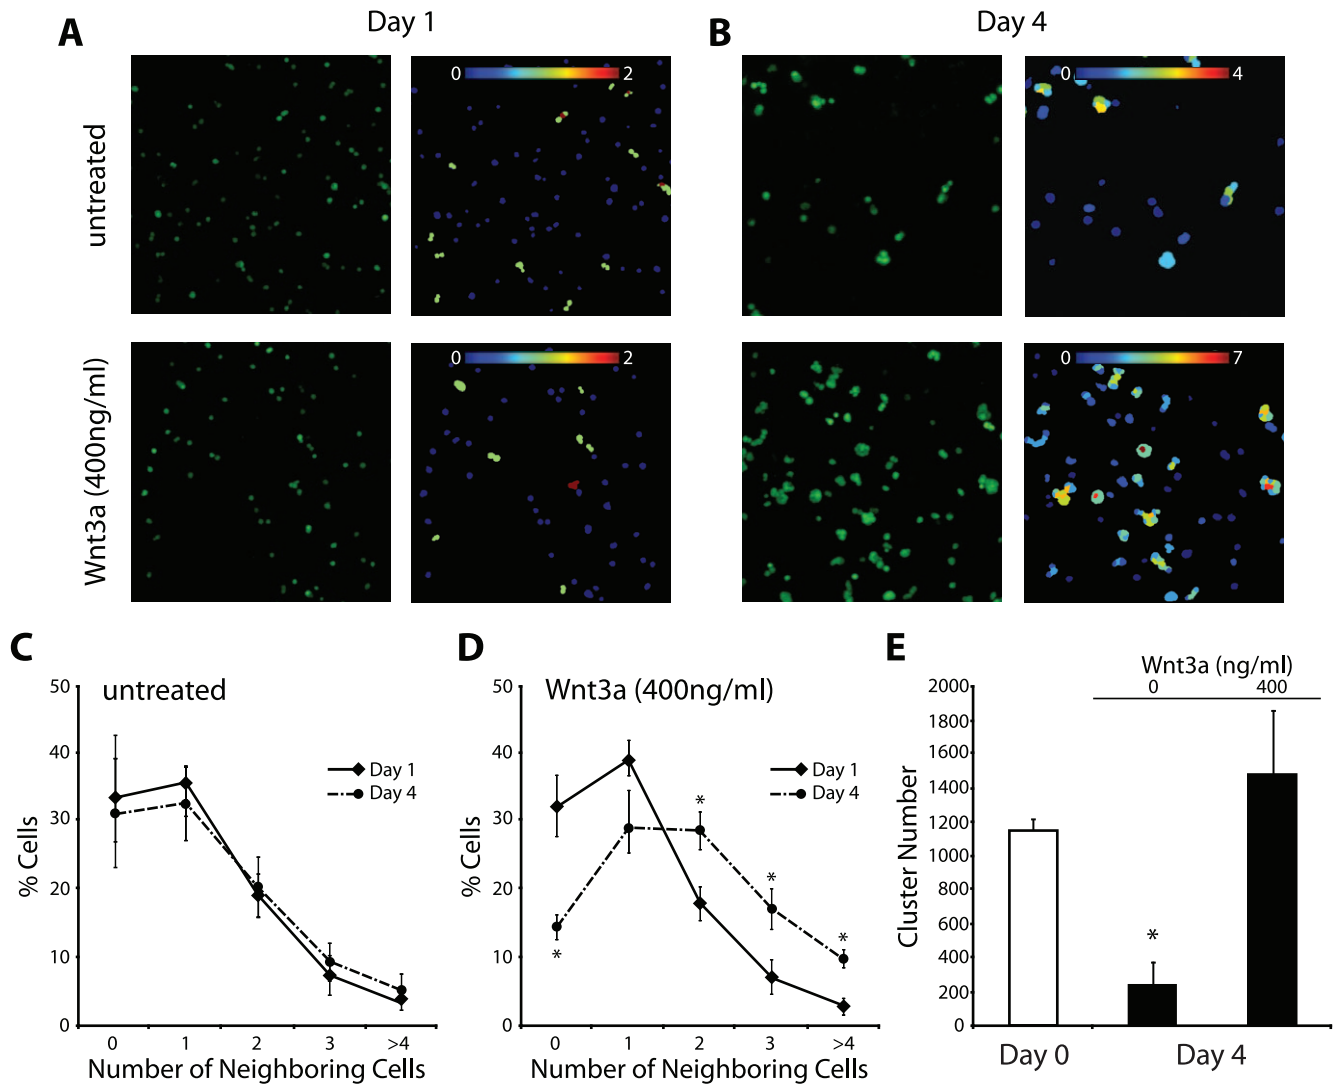 A
Day 1
B
Day 4
untreated
0
2
0
4
Wnt3a (400ng/ml)
0
2
0
7
C
untreated
50
40
30
20
10
0
% Cells
Day 1
Day 4
0
1
2
3
>4
Number of Neighboring Cells
D
Wnt3a (400ng/ml)
50
40
30
20
10
0
% Cells
Day 1
Day 4
*
*
*
*
0
1
2
3
>4
Number of Neighboring Cells
E
Wnt3a (ng/ml)
0
400
2000
1800
1600
1400
1200
1000
800
600
400
200
0
Cluster Number
*
Day 0
Day 4